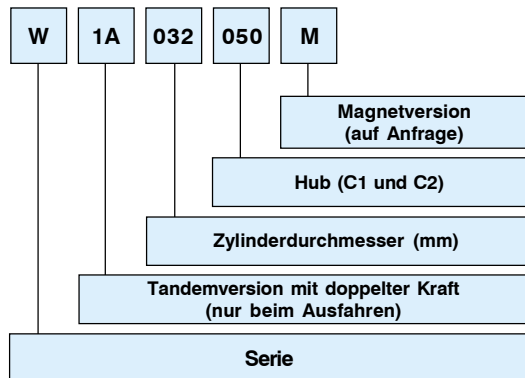 W 1A 032 050 M
Magnetversion
(auf Anfrage)
Hub (C1 und C2)
Zylinderdurchmesser (mm)
Tandemversion mit doppelter Kraft
(nur beim Ausfahren)
Serie